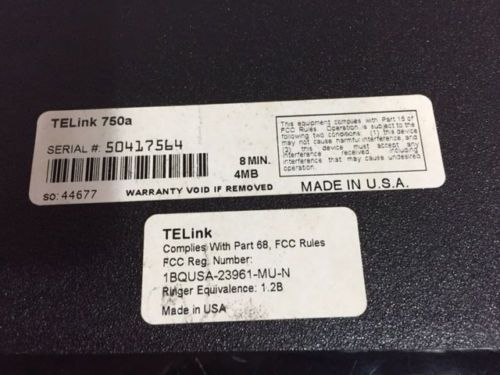 TELink 750a
SERIAL #: 50417564
8 MIN.
4MB
SO: 44677
WARRANTY VOID IF REMOVED
This equipment complies with Part 15 of
FCC Rules. Operation is subject to the
following two conditions: (1) this device
may not cause harmful interference, and
(2) this device must accept any
interference received, including
interference that may cause undesired
operation.
MADE IN U.S.A.
TELink
Complies With Part 68, FCC Rules
FCC Reg. Number:
1BQUSA-23961-MU-N
Ringer Equivalence: 1.2B
Made in USA